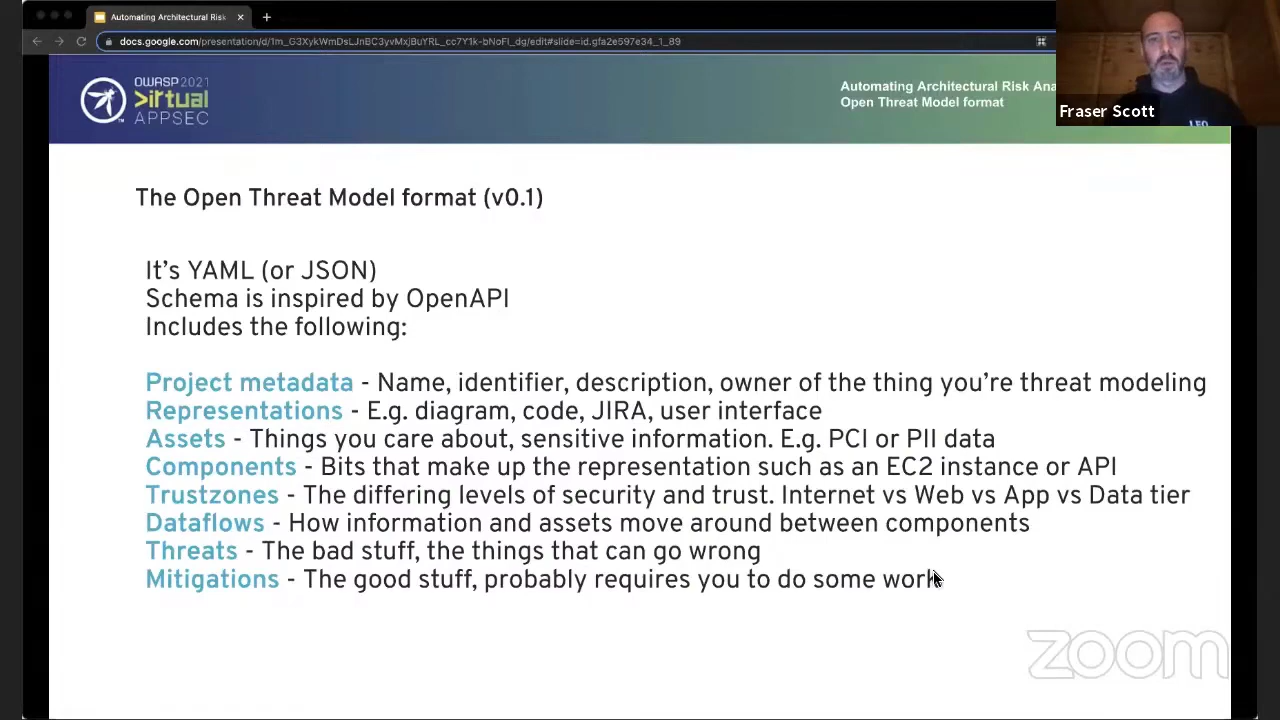 Automating Architectural Risk
docs.google.com/presentation/d/1m_G3XykWmDsLJnBC3yvMxjBuYRL_cc7Y1k-bNoFI_dg/edit#slide=id.gfa2e597e34_1_89
OWASP 2021
Virtual
APPSEC
Automating Architectural Risk Ana
Open Threat Model format
Fraser Scott
The Open Threat Model format (v0.1)
It's YAML (or JSON)
Schema is inspired by OpenAPI
Includes the following:
Project metadata - Name, identifier, description, owner of the thing you're threat modeling
Representations - E.g. diagram, code, JIRA, user interface
Assets - Things you care about, sensitive information. E.g. PCI or PII data
Components - Bits that make up the representation such as an EC2 instance or API
Trustzones - The differing levels of security and trust. Internet vs Web vs App vs Data tier
Dataflows - How information and assets move around between components
Threats - The bad stuff, the things that can go wrong
Mitigations - The good stuff, probably requires you to do some work
zoom